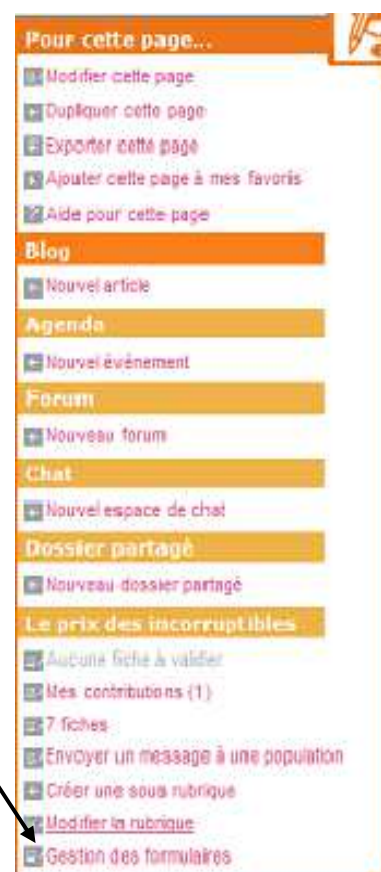 Pour cette page...
Modifier cette page
Dupliquer cette page
Exporter cette page
Ajouter cette page à mes favoris
Aide pour cette page
Blog
Nouvel article
Agenda
Nouvel événement
Forum
Nouveau forum
Chat
Nouvel espace de chat
Dossier partagé
Nouveau dossier partagé
Le prix des incorruptibles
Aucune fiche à valider
Mes contributions (1)
7 fiches
Envoyer un message à une population
Créer une sous rubrique
Modifier la rubrique
Gestion des formulaires